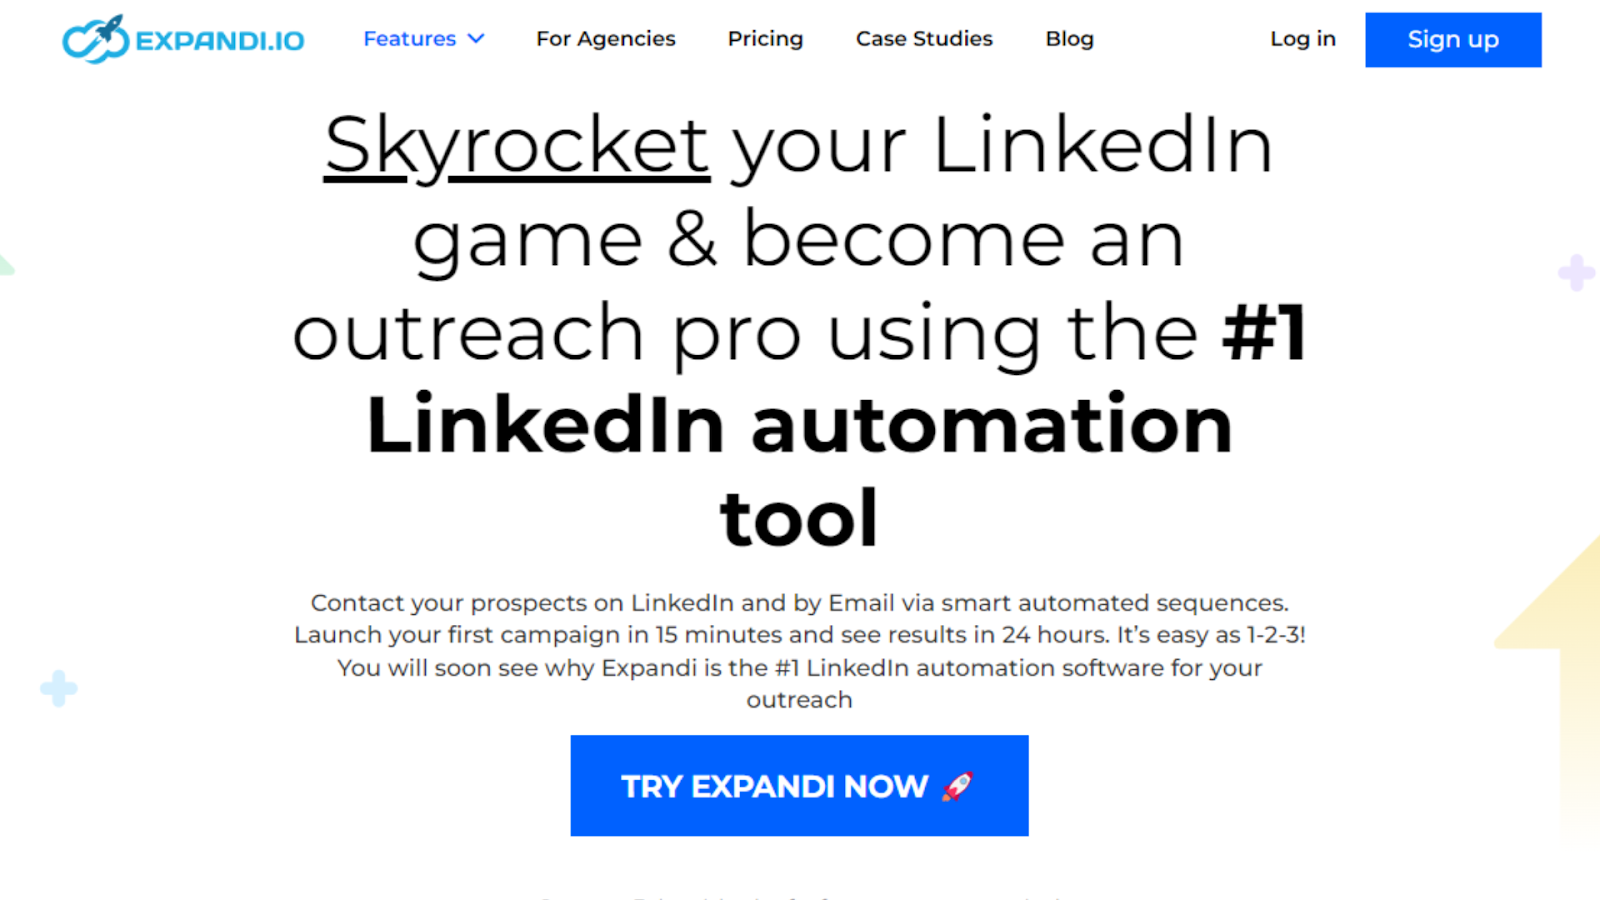 EXPANDI.IO Features For Agencies Pricing Case Studies Blog Log in Sign up
Skyrocket your LinkedIn
game & become an
outreach pro using the #1
LinkedIn automation
tool
Contact your prospects on LinkedIn and by Email via smart automated sequences.
Launch your first campaign in 15 minutes and see results in 24 hours. It’s easy as 1-2-3!
You will soon see why Expandi is the #1 LinkedIn automation software for your
outreach
TRY EXPANDI NOW 🚀